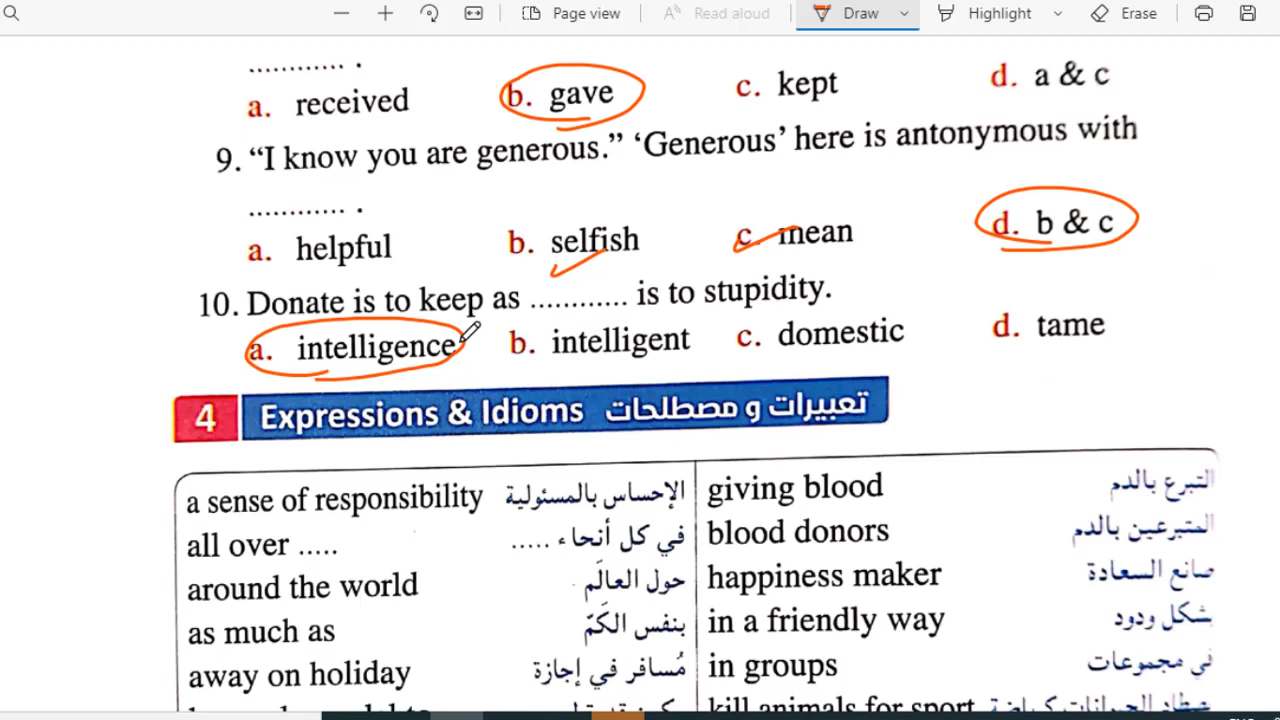 Page view
Read aloud
Draw
Highlight
Erase
............ .
a. received b. gave c. kept d. a & c
9. “I know you are generous.” ‘Generous’ here is antonymous with
............ .
a. helpful b. selfish c. mean d. b & c
10. Donate is to keep as ............ is to stupidity.
a. intelligence b. intelligent c. domestic d. tame
4 Expressions & Idioms تعبيرات و مصطلحات
a sense of responsibility الإحساس بالمسئولية
all over ..... في كل أنحاء .....
around the world حول العالَم
as much as بنفس الكَمّ
away on holiday مُسافر في إجازة
giving blood التبرع بالدم
blood donors المتبرعين بالدم
happiness maker صانع السعادة
in a friendly way بشكل ودود
in groups في مجموعات
kill animals for sport